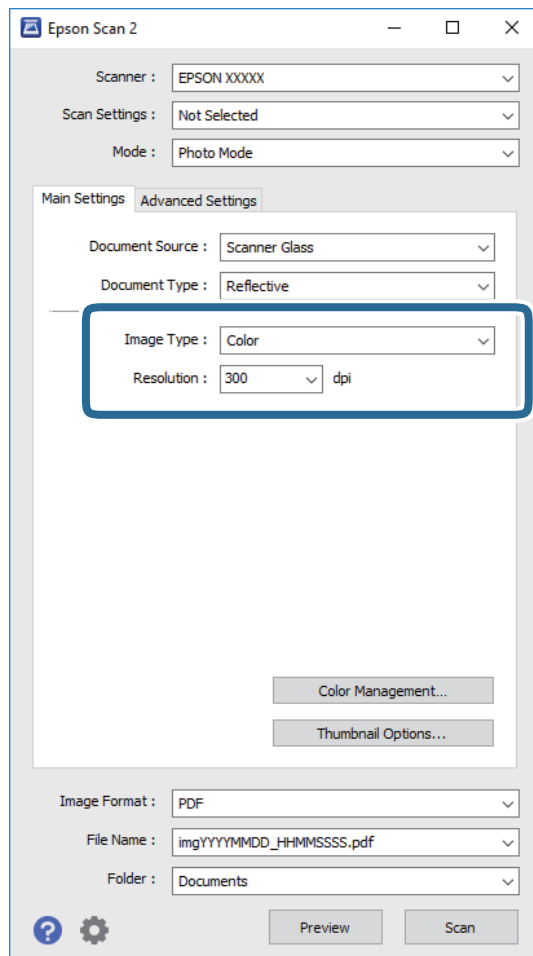 Epson Scan 2
Scanner : EPSON XXXXX
Scan Settings : Not Selected
Mode : Photo Mode
Main Settings Advanced Settings
Document Source : Scanner Glass
Document Type : Reflective
Image Type : Color
Resolution : 300 dpi
Color Management...
Thumbnail Options...
Image Format : PDF
File Name : imgYYYYMMDD_HHMMSSSS.pdf
Folder : Documents
? Preview Scan